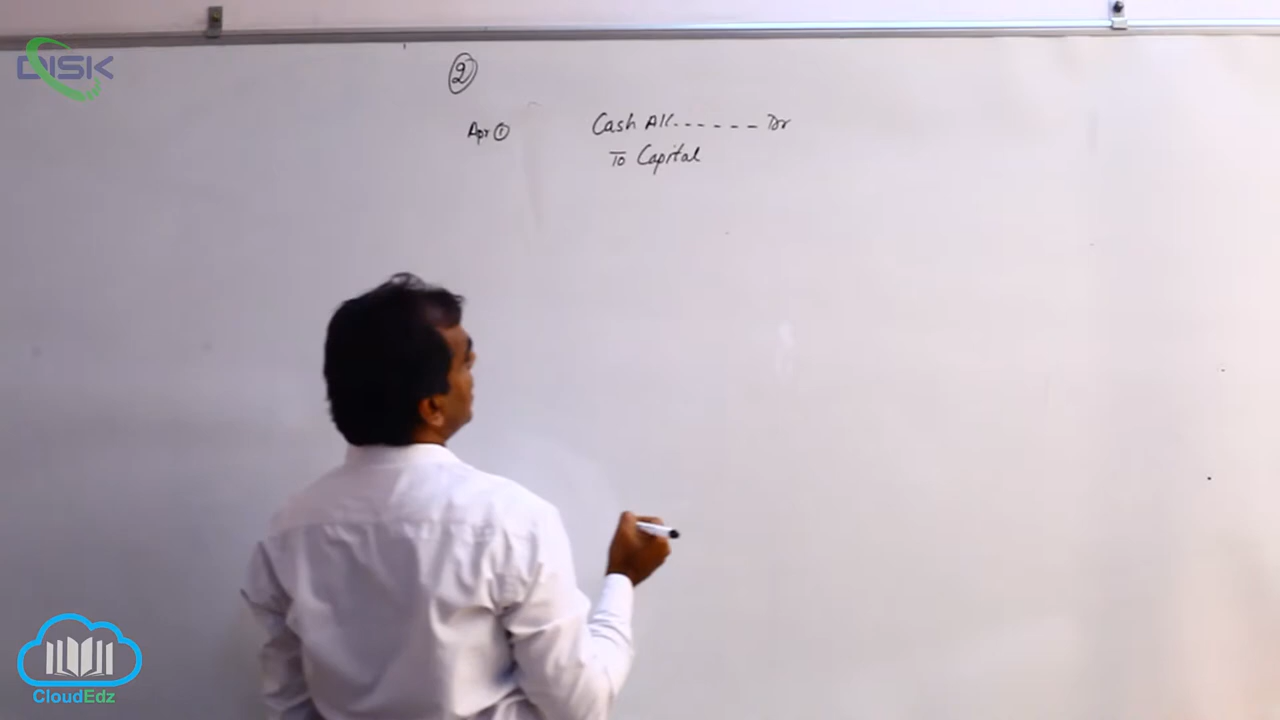 DISK
②
Apr ① Cash A/c------ Dr
To Capital
CloudEdz